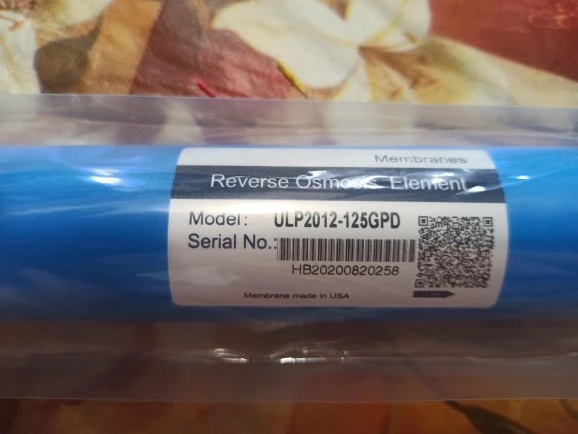 Membranes
Reverse Osmosis Element
Model: ULP2012-125GPD
Serial No.:
HB20200820258
Membrane made in USA